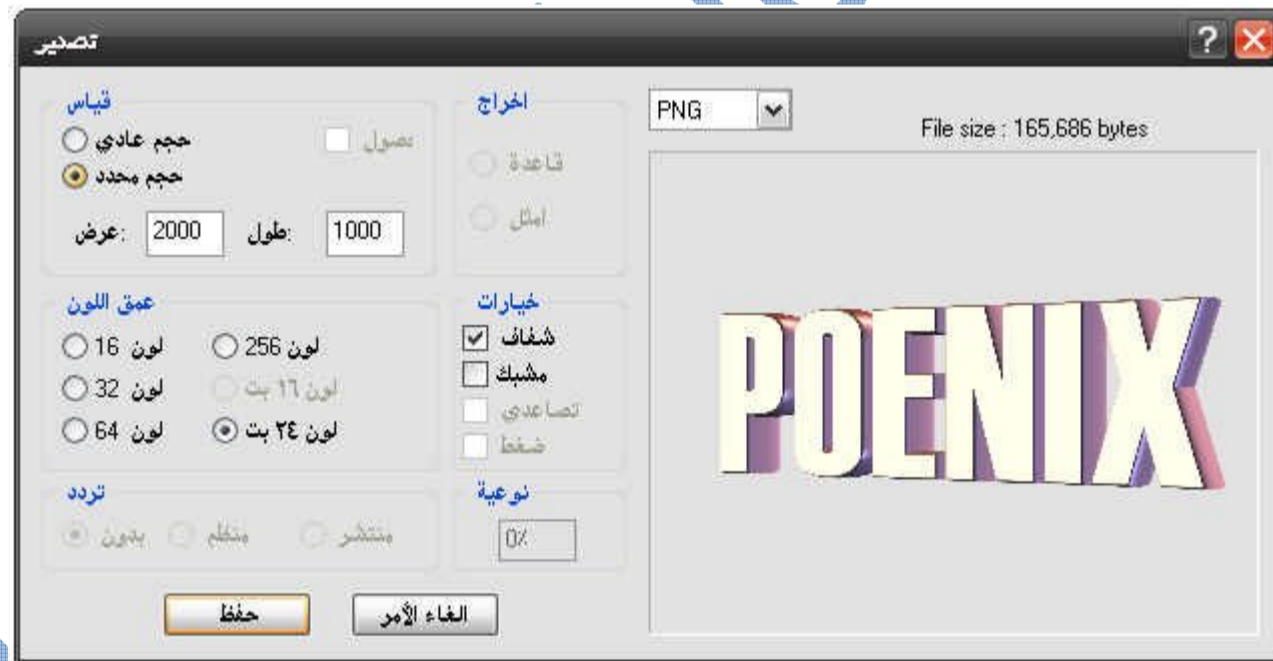 تصدير
قياس
حجم عادي
نصول
حجم محدد
عرض: 2000 طول: 1000
اخراج
قاعدة
امثل
PNG
File size : 165,686 bytes
عمق اللون
لون 16 لون 256
لون 32 لون ١٦ بت
لون 64 لون ٢٤ بت
خيارات
شفاف
مشبك
تصاعدي
ضغط
تردد
بدون منظم منتشر
نوعية
0%
حفظ الغاء الأمر
POENIX